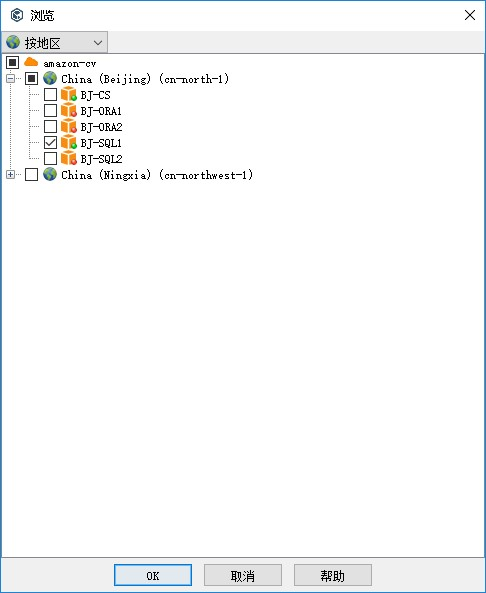 浏览
按地区
amazon-cv
China (Beijing) (cn-north-1)
BJ-CS
BJ-ORA1
BJ-ORA2
BJ-SQL1
BJ-SQL2
China (Ningxia) (cn-northwest-1)
OK 取消 帮助